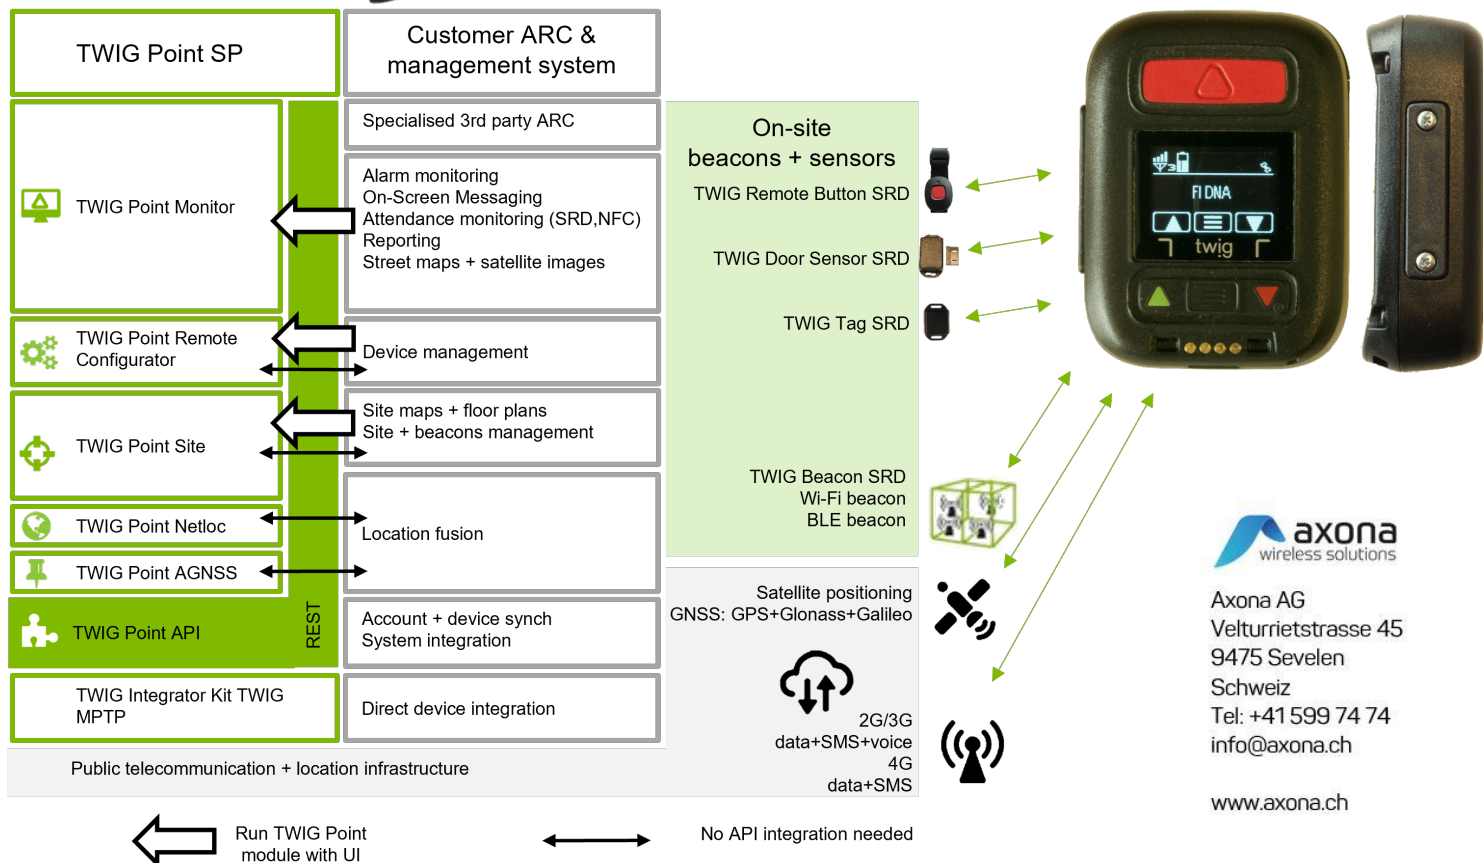 TWIG Point SP
Customer ARC &
management system
TWIG Point Monitor
Specialised 3rd party ARC
Alarm monitoring
On-Screen Messaging
Attendance monitoring (SRD,NFC)
Reporting
Street maps + satellite images
TWIG Point Remote
Configurator
Device management
TWIG Point Site
Site maps + floor plans
Site + beacons management
TWIG Point Netloc
Location fusion
TWIG Point AGNSS
TWIG Point API
REST
Account + device synch
System integration
TWIG Integrator Kit TWIG
MPTP
Direct device integration
Public telecommunication + location infrastructure
On-site
beacons + sensors
TWIG Remote Button SRD
TWIG Door Sensor SRD
TWIG Tag SRD
TWIG Beacon SRD
Wi-Fi beacon
BLE beacon
Satellite positioning
GNSS: GPS+Glonass+Galileo
2G/3G
data+SMS+voice
4G
data+SMS
3
FI DNA
twig
axona
wireless solutions
Axona AG
Velturrietstrasse 45
9475 Sevelen
Schweiz
Tel: +41 599 74 74
info@axona.ch
www.axona.ch
Run TWIG Point
module with UI
No API integration needed